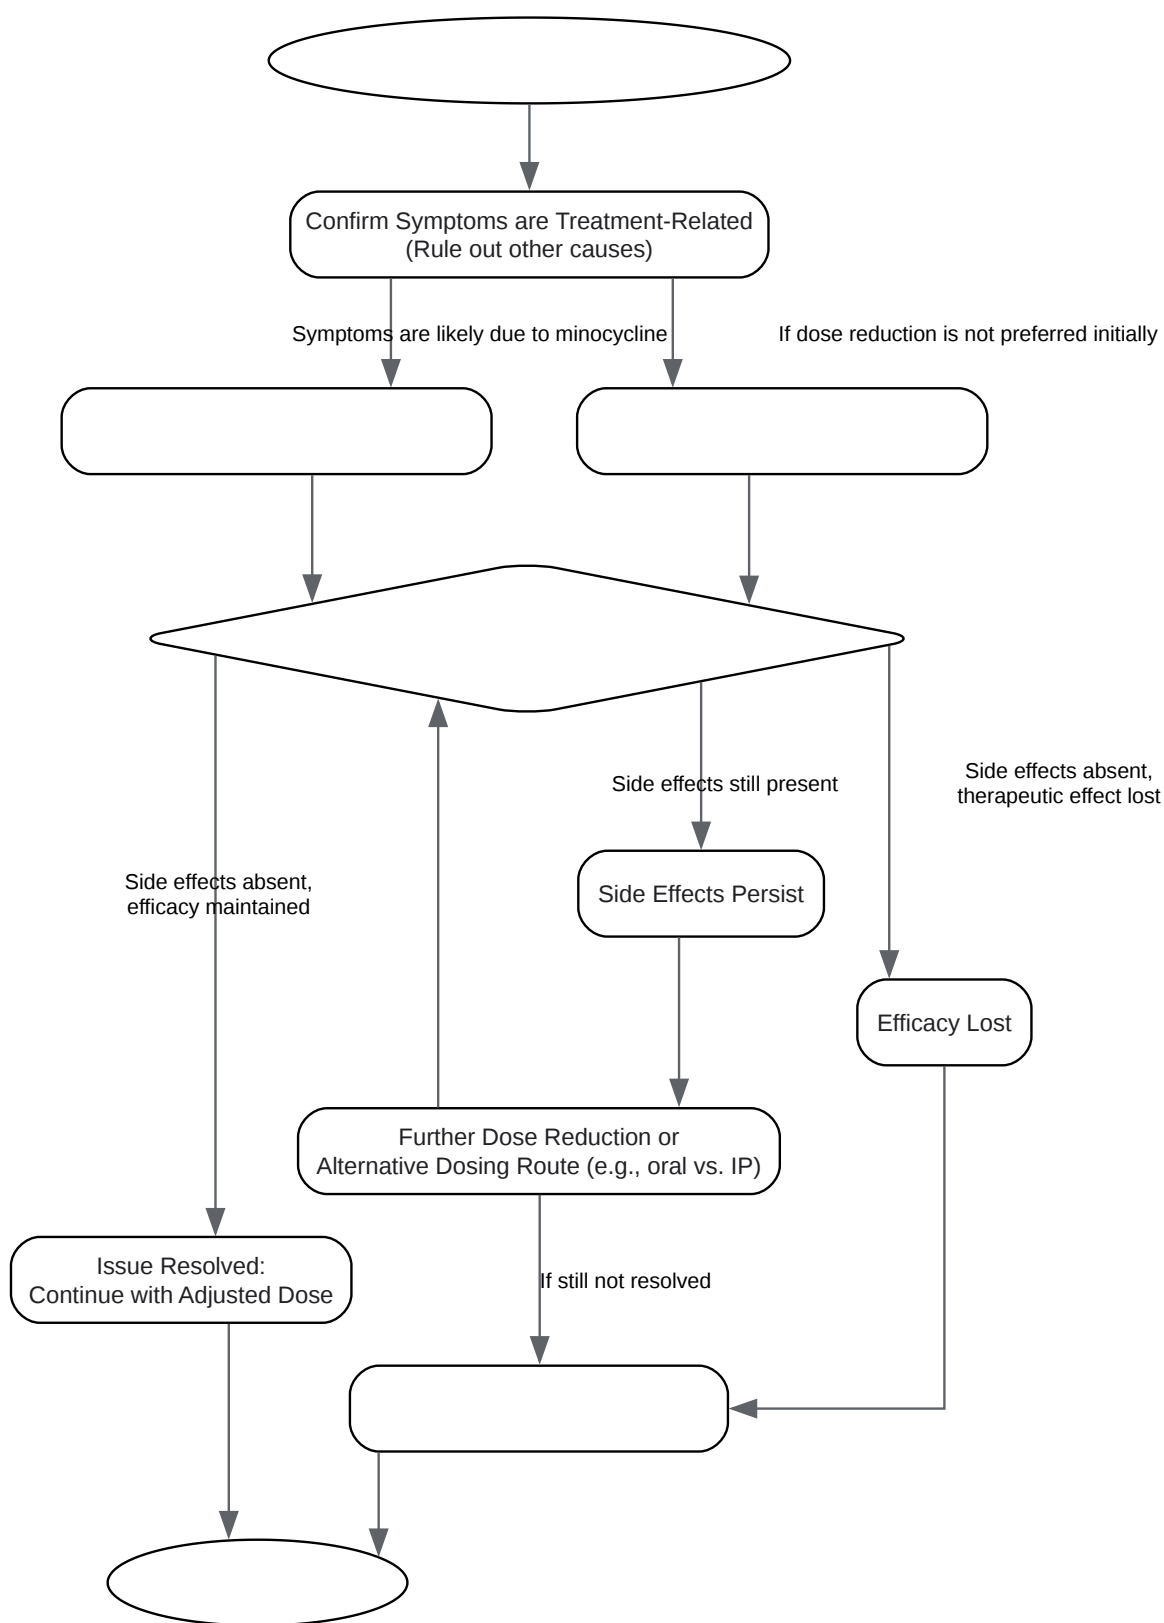 Confirm Symptoms are Treatment-Related
(Rule out other causes)
Symptoms are likely due to minocycline
If dose reduction is not preferred initially
Side effects still present
Side effects absent,
therapeutic effect lost
Side effects absent,
efficacy maintained
Side Effects Persist
Efficacy Lost
Further Dose Reduction or
Alternative Dosing Route (e.g., oral vs. IP)
Issue Resolved:
Continue with Adjusted Dose
If still not resolved